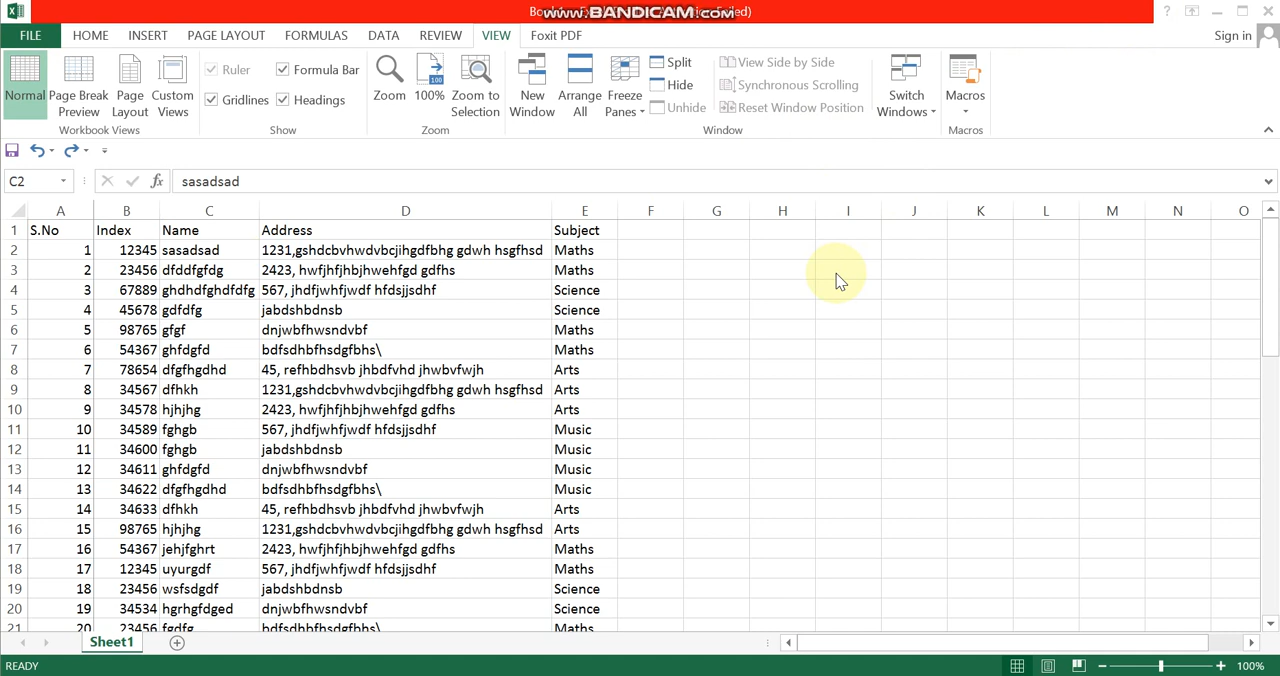 www.BANDICAM.com
FILE HOME INSERT PAGE LAYOUT FORMULAS DATA REVIEW VIEW Foxit PDF Sign in
Normal Page Break Preview Page Layout Custom Views
Workbook Views
Ruler Formula Bar
Gridlines Headings
Show
Zoom 100% Zoom to Selection
100
Zoom
New Window Arrange All Freeze Panes
Split
Hide
Unhide
View Side by Side
Synchronous Scrolling
Reset Window Position
Switch Windows
Window
Macros
Macros
C2 fx sasadsad
A B C D E F G H I J K L M N O
1 S.No Index Name Address Subject
2 1 12345 sasadsad 1231,gshdcbvhwdvbcjihgdfbhg gdwh hsgfhsd Maths
3 2 23456 dfddfgfdg 2423, hwfjhfjhbjhwehfgd gdfhs Maths
4 3 67889 ghdhdfghdfdfg 567, jhdfjwhfjwdf hfdsjjsdhf Science
5 4 45678 gdfdfg jabdshbdnsb Science
6 5 98765 gfgf dnjwbfhwsndvbf Maths
7 6 54367 ghfdgfd bdfsdhbfhsdgfbhs\ Maths
8 7 78654 dfgfhgdhd 45, refhbdhsvb jhbdfvhd jhwbvfwjh Arts
9 8 34567 dfhkh 1231,gshdcbvhwdvbcjihgdfbhg gdwh hsgfhsd Arts
10 9 34578 hjhjhg 2423, hwfjhfjhbjhwehfgd gdfhs Arts
11 10 34589 fghgb 567, jhdfjwhfjwdf hfdsjjsdhf Music
12 11 34600 fghgb jabdshbdnsb Music
13 12 34611 ghfdgfd dnjwbfhwsndvbf Music
14 13 34622 dfgfhgdhd bdfsdhbfhsdgfbhs\ Music
15 14 34633 dfhkh 45, refhbdhsvb jhbdfvhd jhwbvfwjh Arts
16 15 98765 hjhjhg 1231,gshdcbvhwdvbcjihgdfbhg gdwh hsgfhsd Arts
17 16 54367 jehjfghrt 2423, hwfjhfjhbjhwehfgd gdfhs Maths
18 17 12345 uyurgdf 567, jhdfjwhfjwdf hfdsjjsdhf Maths
19 18 23456 wsfsdgdf jabdshbdnsb Science
20 19 34534 hgrhgfdged dnjwbfhwsndvbf Science
21 20 23456 fgdfg bdfsdhbfhsdgfbhs\ Maths
Sheet1
READY 100%